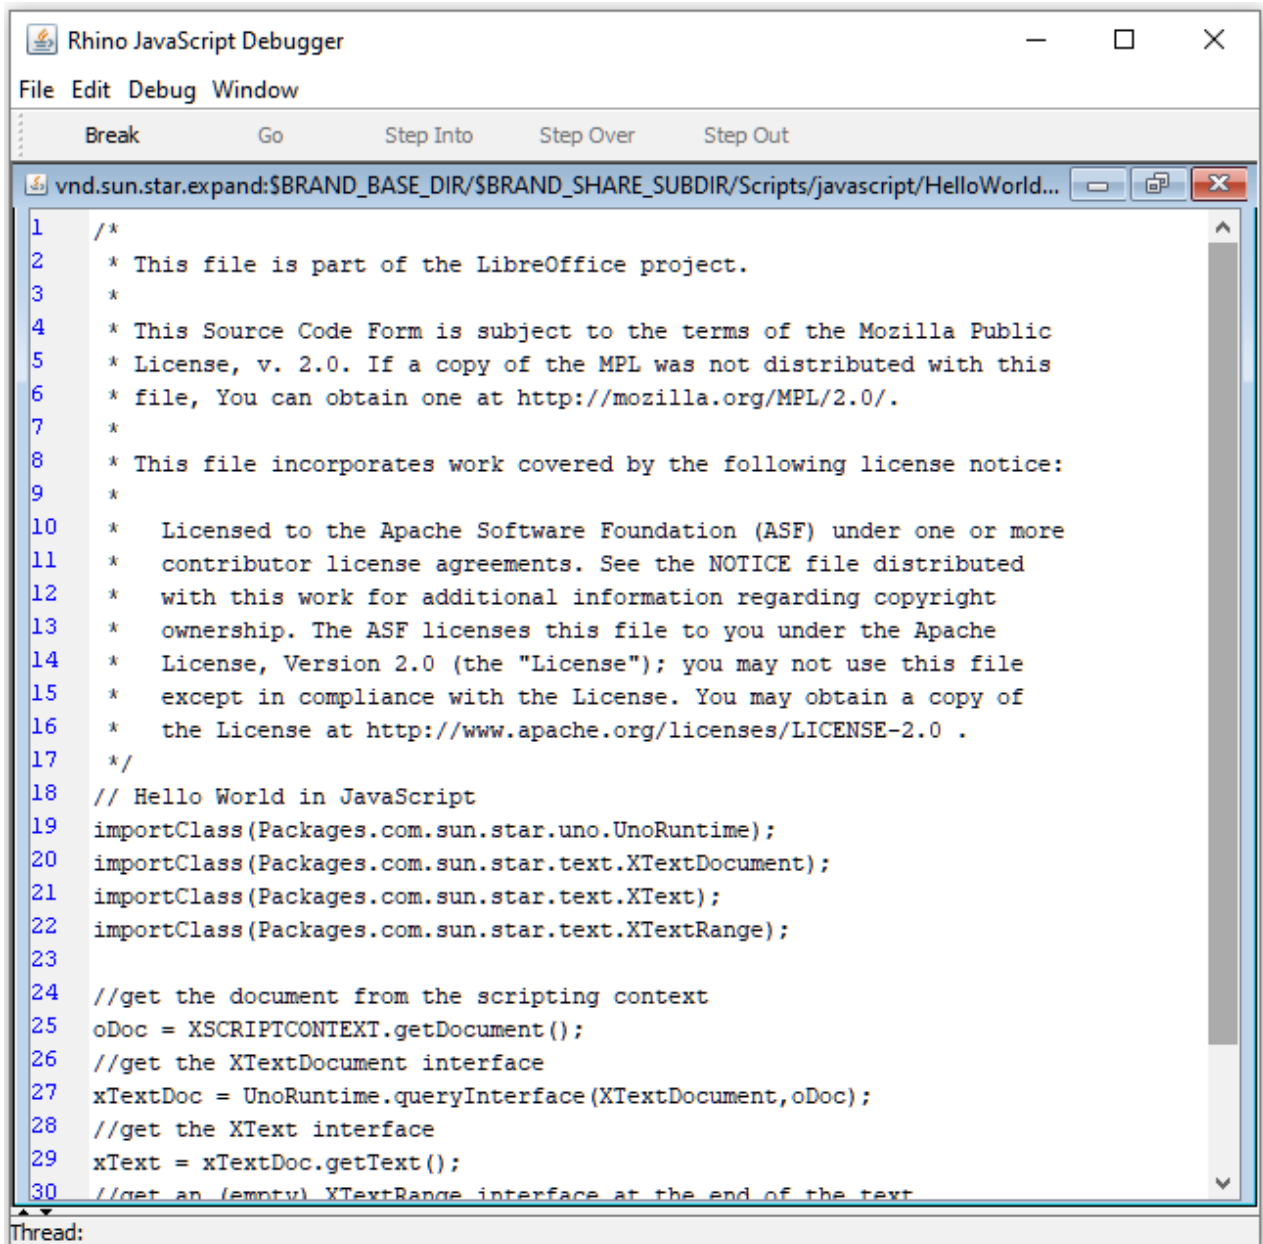 Rhino JavaScript Debugger
File Edit Debug Window
Break Go Step Into Step Over Step Out
vnd.sun.star.expand:$BRAND_BASE_DIR/$BRAND_SHARE_SUBDIR/Scripts/javascript/HelloWorld...
1 /*
2  * This file is part of the LibreOffice project.
3  *
4  * This Source Code Form is subject to the terms of the Mozilla Public
5  * License, v. 2.0. If a copy of the MPL was not distributed with this
6  * file, You can obtain one at http://mozilla.org/MPL/2.0/.
7  *
8  * This file incorporates work covered by the following license notice:
9  *
10  *   Licensed to the Apache Software Foundation (ASF) under one or more
11  *   contributor license agreements. See the NOTICE file distributed
12  *   with this work for additional information regarding copyright
13  *   ownership. The ASF licenses this file to you under the Apache
14  *   License, Version 2.0 (the "License"); you may not use this file
15  *   except in compliance with the License. You may obtain a copy of
16  *   the License at http://www.apache.org/licenses/LICENSE-2.0 .
17  */
18 // Hello World in JavaScript
19 importClass(Packages.com.sun.star.uno.UnoRuntime);
20 importClass(Packages.com.sun.star.text.XTextDocument);
21 importClass(Packages.com.sun.star.text.XText);
22 importClass(Packages.com.sun.star.text.XTextRange);
23
24 //get the document from the scripting context
25 oDoc = XSCRIPTCONTEXT.getDocument();
26 //get the XTextDocument interface
27 xTextDoc = UnoRuntime.queryInterface(XTextDocument,oDoc);
28 //get the XText interface
29 xText = xTextDoc.getText();
30 //get an (empty) XTextRange interface at the end of the text
Thread: